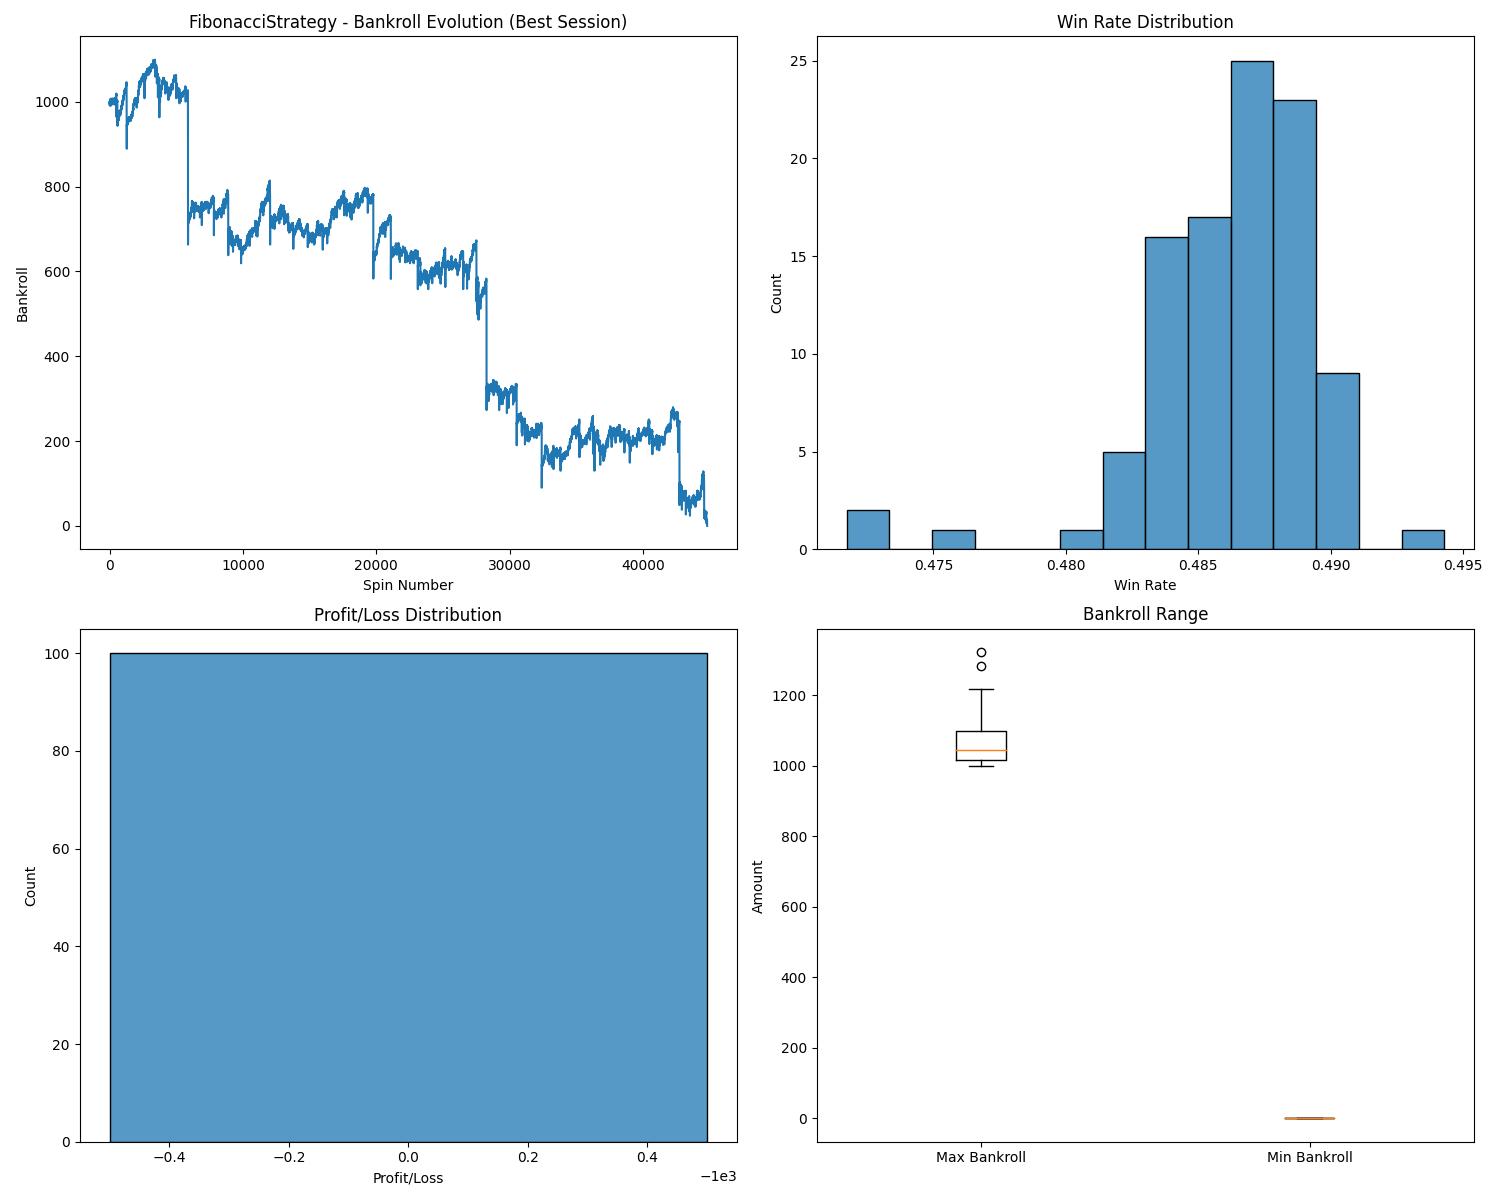 FibonacciStrategy - Bankroll Evolution (Best Session)
1000
800
600
400
200
0
Bankroll
0
10000
20000
30000
40000
Spin Number
Win Rate Distribution
25
20
15
10
5
0
Count
0.475
0.480
0.485
0.490
0.495
Win Rate
Profit/Loss Distribution
100
80
60
40
20
0
Count
−0.4
−0.2
0.0
0.2
0.4
−1e3
Profit/Loss
Bankroll Range
1200
1000
800
600
400
200
0
Amount
Max Bankroll
Min Bankroll